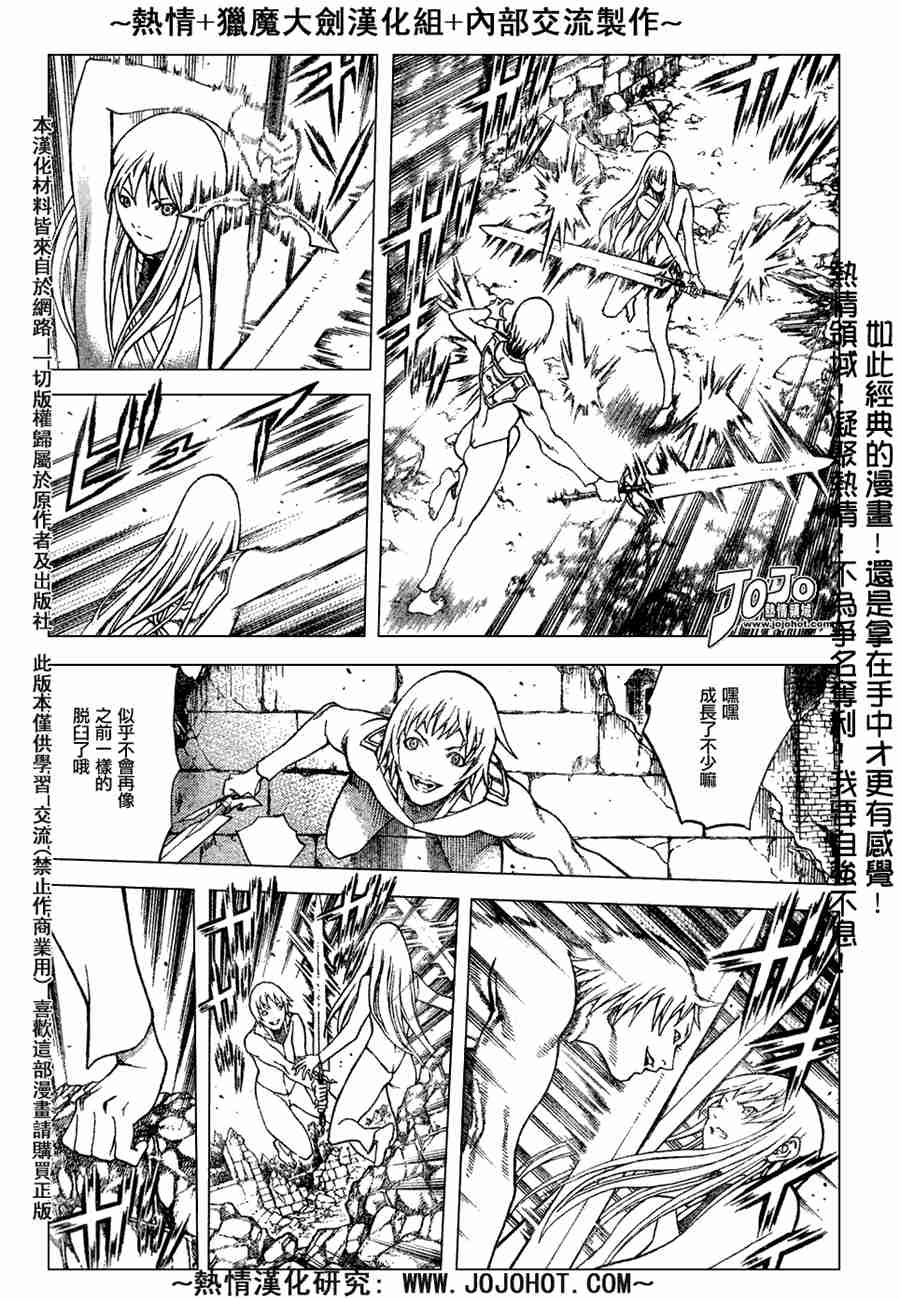 ~熱情+獵魔大劍漢化組+內部交流製作~
如此經典的漫畫！還是拿在手中才更有感覺！
熱情領域！凝聚熱情！不為爭名奪利！我再自強不息！
本漢化材料皆來自於網路，一切版權歸屬於原作者及出版社
此版本僅供學習_交流(禁止作商業用) 喜歡這部漫畫請購買正版
JOJO
熱情領域
www.jojohot.com
嘿嘿
成長了不少嘛
似乎不會再像
之前一樣的
脫臼了哦
~熱情漢化研究: WWW.JOJOHOT.COM~